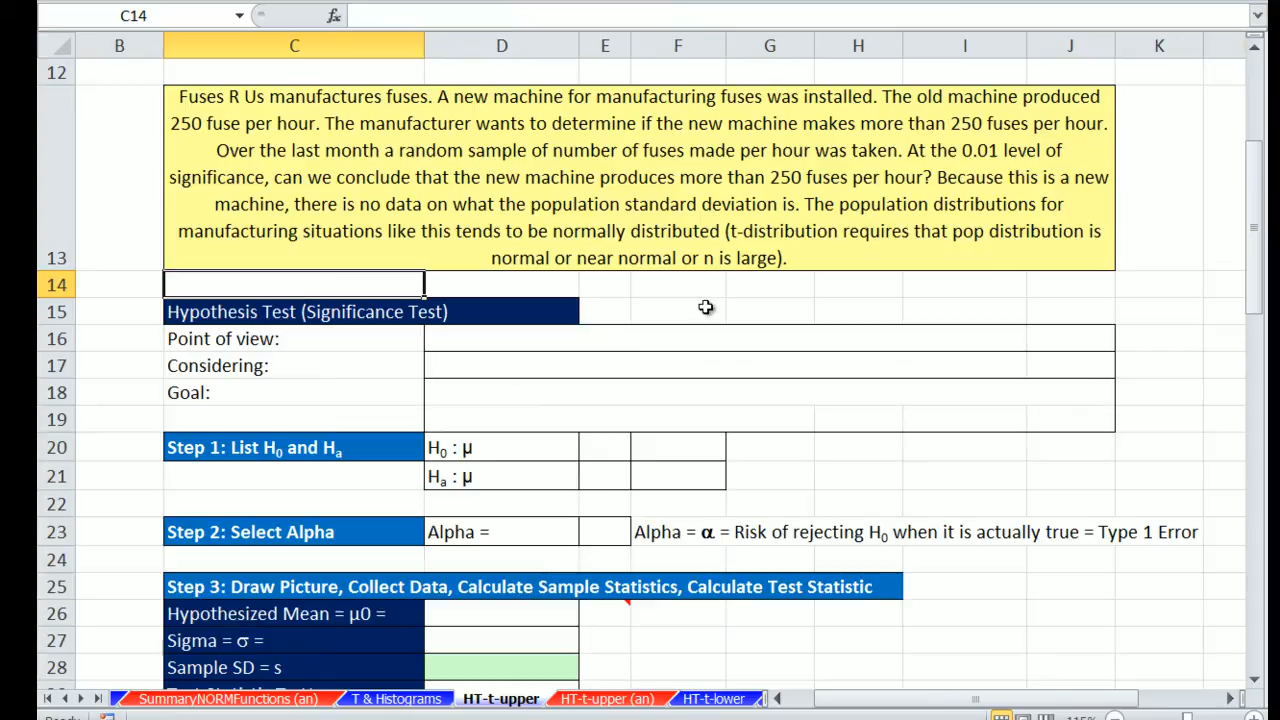 C14
fx
B C D E F G H I J K
12
Fuses R Us manufactures fuses. A new machine for manufacturing fuses was installed. The old machine produced
250 fuse per hour. The manufacturer wants to determine if the new machine makes more than 250 fuses per hour.
Over the last month a random sample of number of fuses made per hour was taken. At the 0.01 level of
significance, can we conclude that the new machine produces more than 250 fuses per hour? Because this is a new
machine, there is no data on what the population standard deviation is. The population distributions for
manufacturing situations like this tends to be normally distributed (t-distribution requires that pop distribution is
13 normal or near normal or n is large).
14
15 Hypothesis Test (Significance Test)
16 Point of view:
17 Considering:
18 Goal:
19
20 Step 1: List H₀ and Hₐ H₀ : μ
21 Hₐ : μ
22
23 Step 2: Select Alpha Alpha = Alpha = α = Risk of rejecting H₀ when it is actually true = Type 1 Error
24
25 Step 3: Draw Picture, Collect Data, Calculate Sample Statistics, Calculate Test Statistic
26 Hypothesized Mean = μ0 =
27 Sigma = σ =
28 Sample SD = s
SummaryNORMFunctions (an) T & Histograms HT-t-upper HT-t-upper (an) HT-t-lower